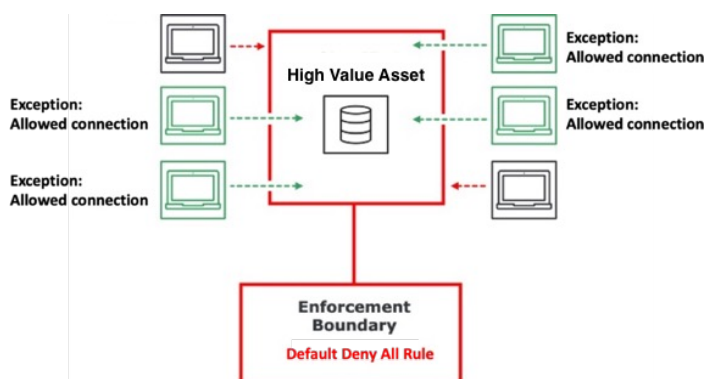 Exception:
Allowed connection
High Value Asset
Exception:
Allowed connection
Exception:
Allowed connection
Exception:
Allowed connection
Enforcement
Boundary
Default Deny All Rule